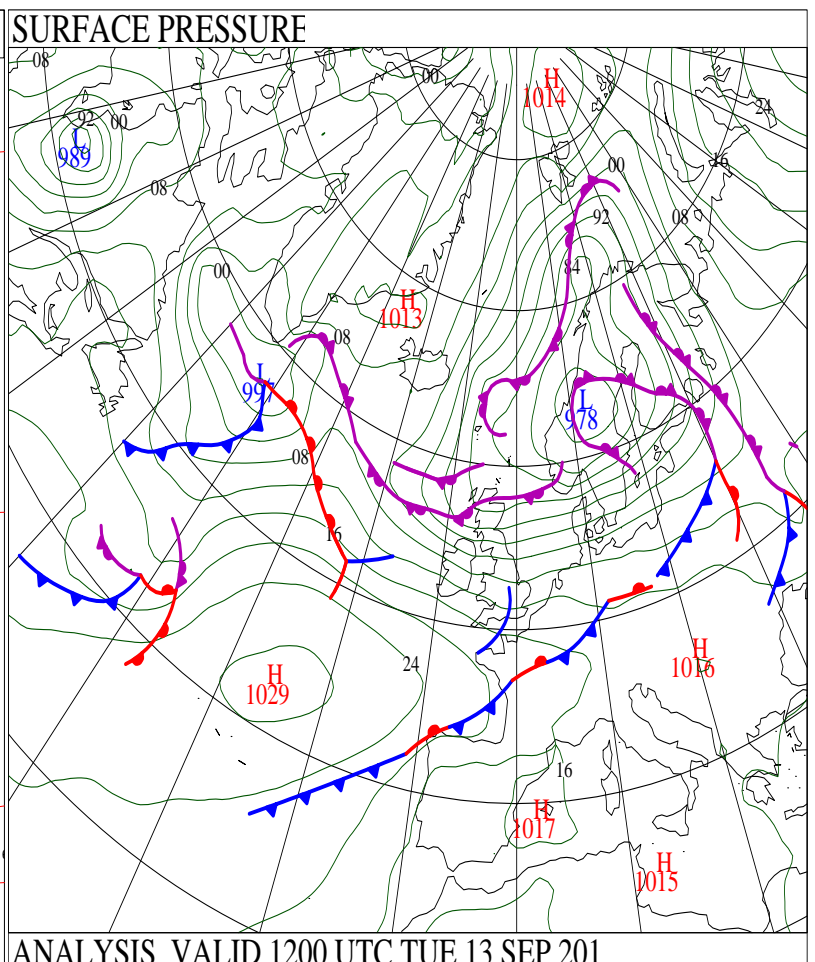 SURFACE PRESSURE
08
00
H
1014
24
92
00
L
989
16
00
08
92
08
00
84
H
1013
08
L
997
L
978
08
16
24
H
1016
H
1029
16
H
1017
H
1015
ANALYSIS VALID 1200 UTC TUE 13 SEP 201